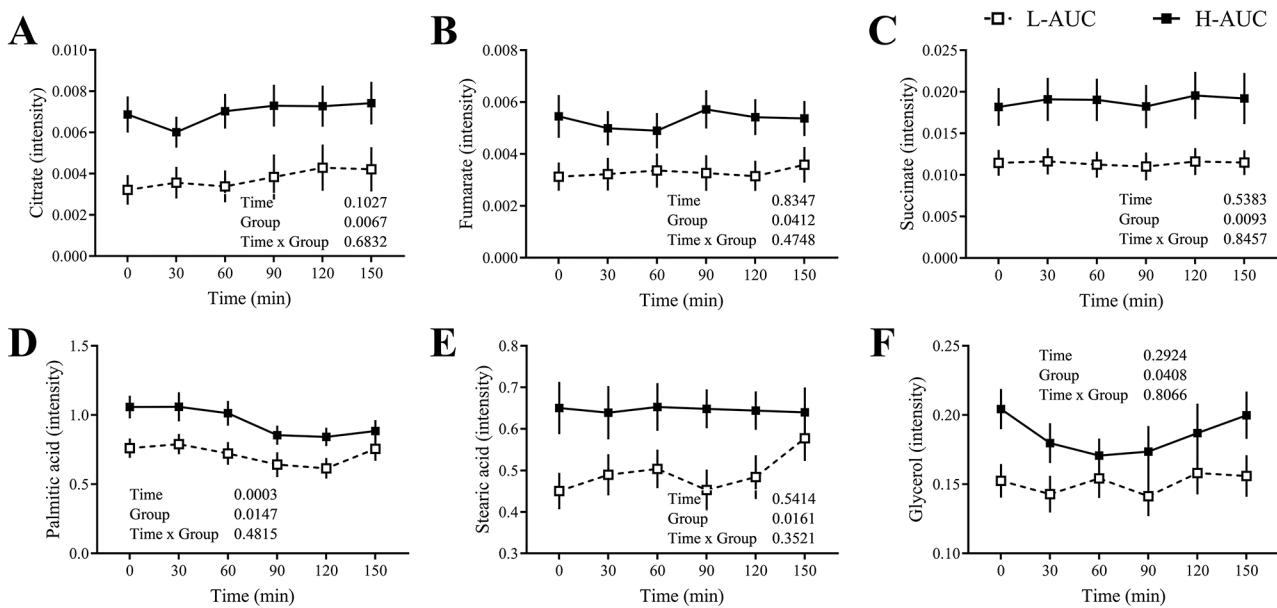 L-AUC H-AUC
A
Citrate (intensity)
0.010
0.008
0.006
0.004
0.002
0.000
Time 0.1027
Group 0.0067
Time x Group 0.6832
0 30 60 90 120 150
Time (min)
B
Fumarate (intensity)
0.008
0.006
0.004
0.002
0.000
Time 0.8347
Group 0.0412
Time x Group 0.4748
0 30 60 90 120 150
Time (min)
C
Succinate (intensity)
0.025
0.020
0.015
0.010
0.005
0.000
Time 0.5383
Group 0.0093
Time x Group 0.8457
0 30 60 90 120 150
Time (min)
D
Palmitic acid (intensity)
1.5
1.0
0.5
0.0
Time 0.0003
Group 0.0147
Time x Group 0.4815
0 30 60 90 120 150
Time (min)
E
Stearic acid (intensity)
0.8
0.7
0.6
0.5
0.4
0.3
Time 0.5414
Group 0.0161
Time x Group 0.3521
0 30 60 90 120 150
Time (min)
F
Glycerol (intensity)
0.25
0.20
0.15
0.10
Time 0.2924
Group 0.0408
Time x Group 0.8066
0 30 60 90 120 150
Time (min)